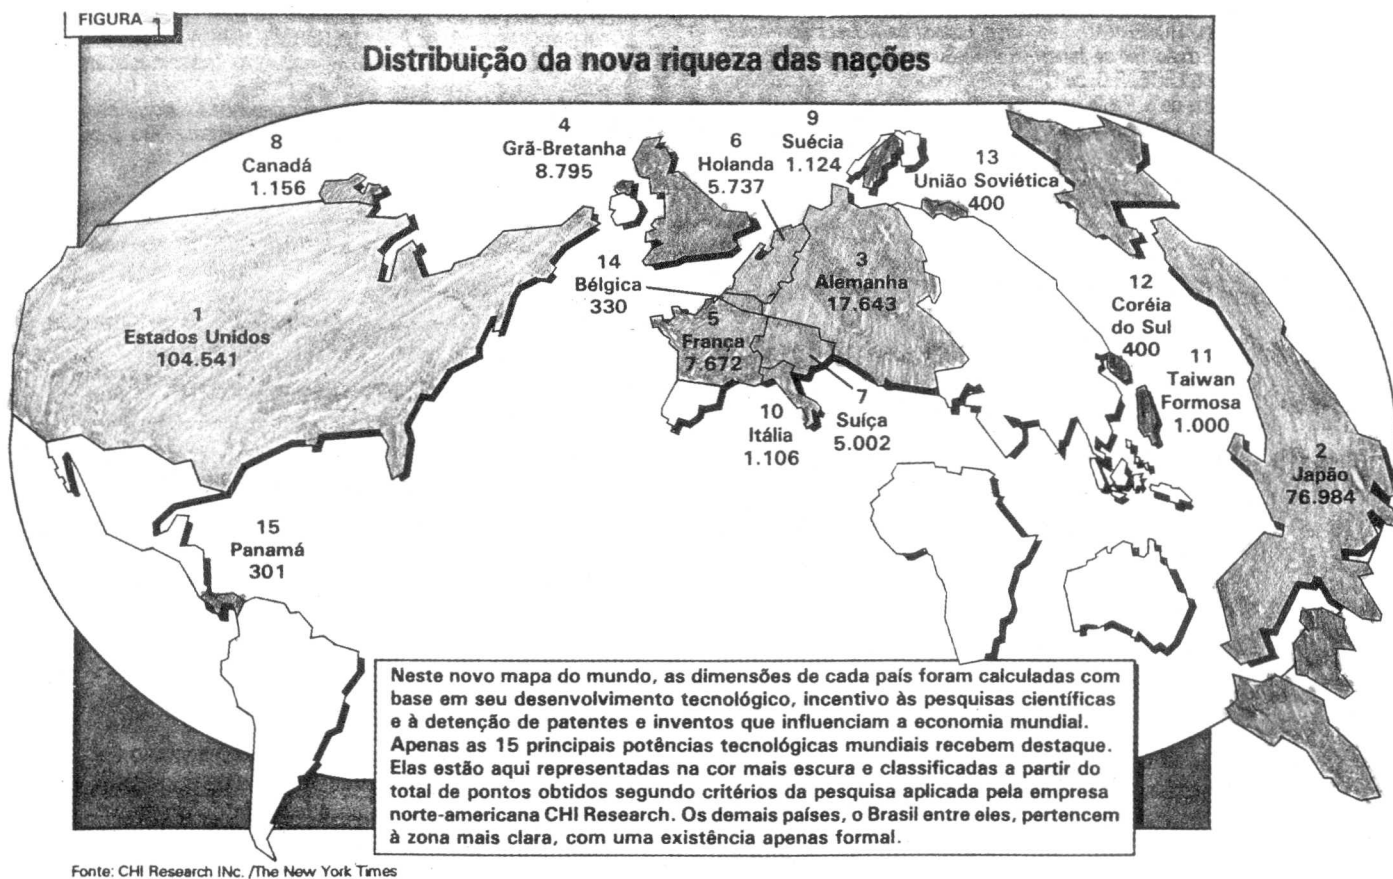 FIGURA 1
Distribuição da nova riqueza das nações
8
Canadá
1.156
4
Grã-Bretanha
8.795
6
Holanda
5.737
9
Suécia
1.124
13
União Soviética
400
14
Bélgica
330
3
Alemanha
17.643
1
Estados Unidos
104.541
5
França
7.672
12
Coréia
do Sul
400
11
Taiwan
Formosa
1.000
10
Itália
1.106
7
Suíça
5.002
2
Japão
76.984
15
Panamá
301
Neste novo mapa do mundo, as dimensões de cada país foram calculadas com
base em seu desenvolvimento tecnológico, incentivo às pesquisas científicas
e à detenção de patentes e inventos que influenciam a economia mundial.
Apenas as 15 principais potências tecnológicas mundiais recebem destaque.
Elas estão aqui representadas na cor mais escura e classificadas a partir do
total de pontos obtidos segundo critérios da pesquisa aplicada pela empresa
norte-americana CHI Research. Os demais países, o Brasil entre eles, pertencem
à zona mais clara, com uma existência apenas formal.
Fonte: CHI Research INc. /The New York Times